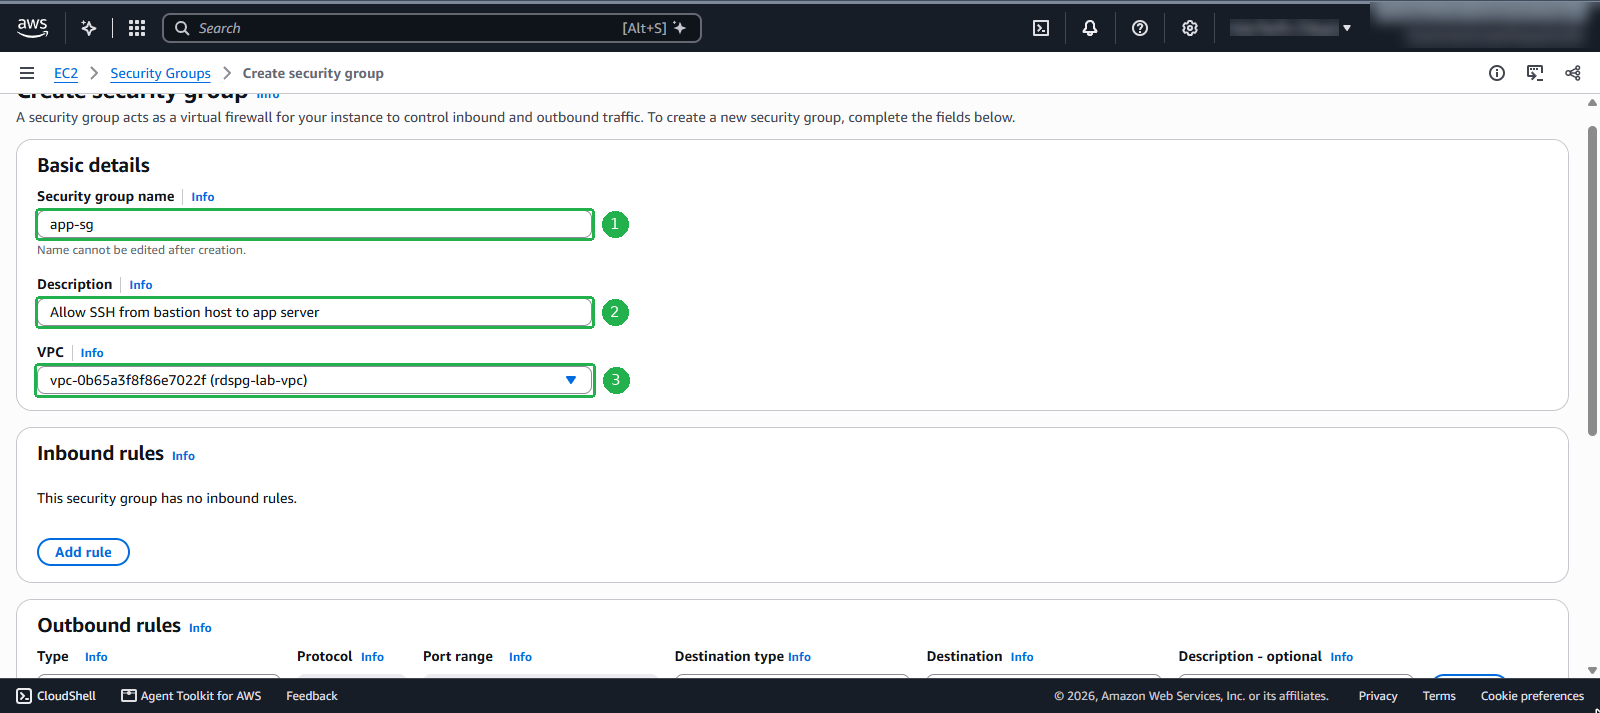 aws
Search [Alt+S]
EC2 > Security Groups > Create security group
Create security group Info
A security group acts as a virtual firewall for your instance to control inbound and outbound traffic. To create a new security group, complete the fields below.
Basic details
Security group name Info
app-sg 1
Name cannot be edited after creation.
Description Info
Allow SSH from bastion host to app server 2
VPC Info
vpc-0b65a3f8f86e7022f (rdspg-lab-vpc) 3
Inbound rules Info
This security group has no inbound rules.
Add rule
Outbound rules Info
Type Info Protocol Info Port range Info Destination type Info Destination Info Description - optional Info
CloudShell Agent Toolkit for AWS Feedback © 2026, Amazon Web Services, Inc. or its affiliates. Privacy Terms Cookie preferences